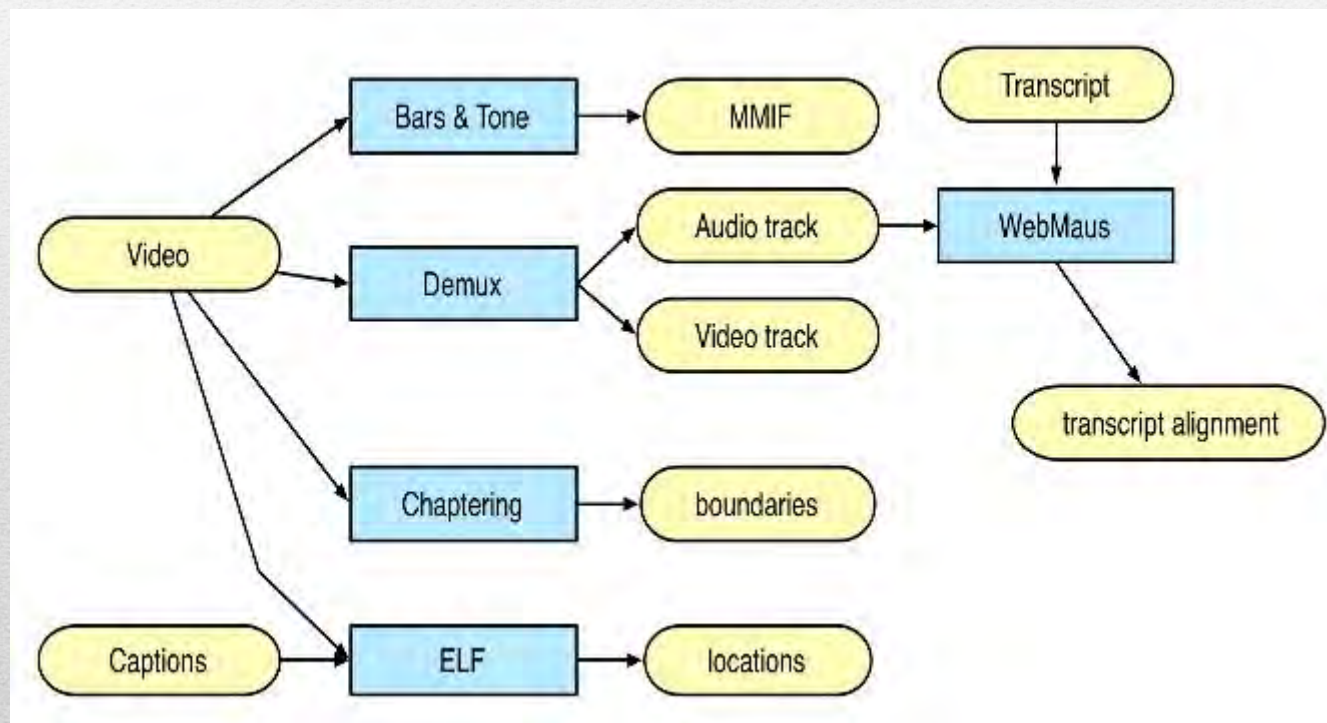 Transcript
Bars & Tone
MMIF
Audio track
WebMaus
Video
Demux
Video track
transcript alignment
Chaptering
boundaries
Captions
ELF
locations